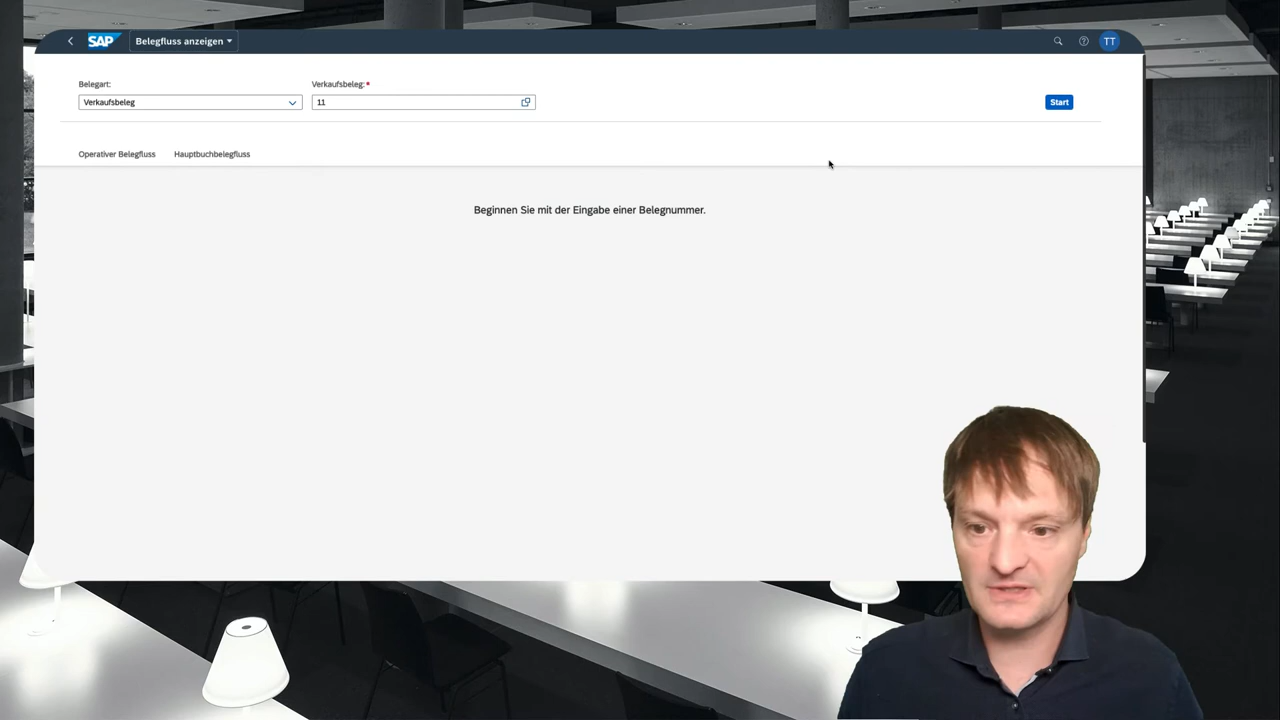 SAP Belegfluss anzeigen TT
Belegart: Verkaufsbeleg:*
Verkaufsbeleg 11 Start
Operativer Belegfluss Hauptbuchbelegfluss
Beginnen Sie mit der Eingabe einer Belegnummer.